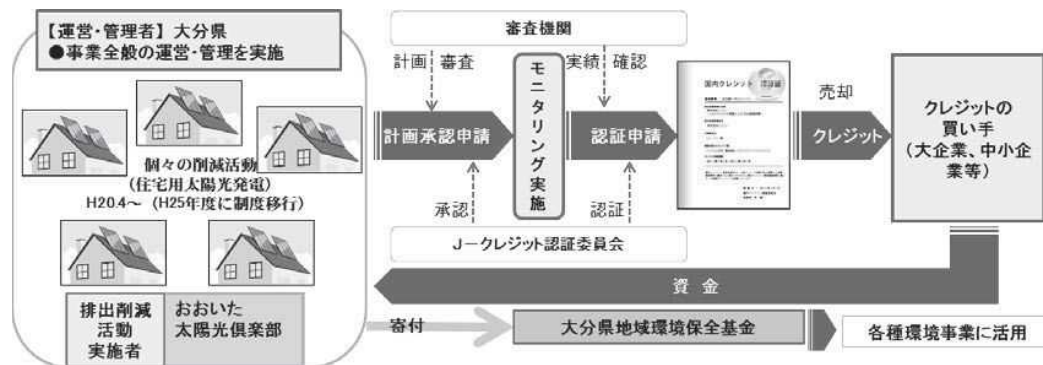 【運営・管理者】大分県
●事業全般の運営・管理を実施
個々の削減活動
(住宅用太陽光発電)
H20.4～ (H25年度に制度移行)
排出削減
活動
実施者
おおいた
太陽光倶楽部
審査機関
計画 審査
実績 確認
計画承認申請
モニタリング実施
認証申請
国内クレジット 認証書
売却
クレジット
クレジットの
買い手
(大企業、中小企
業等)
承認
認証
J－クレジット認証委員会
資 金
寄付
大分県地域環境保全基金
各種環境事業に活用